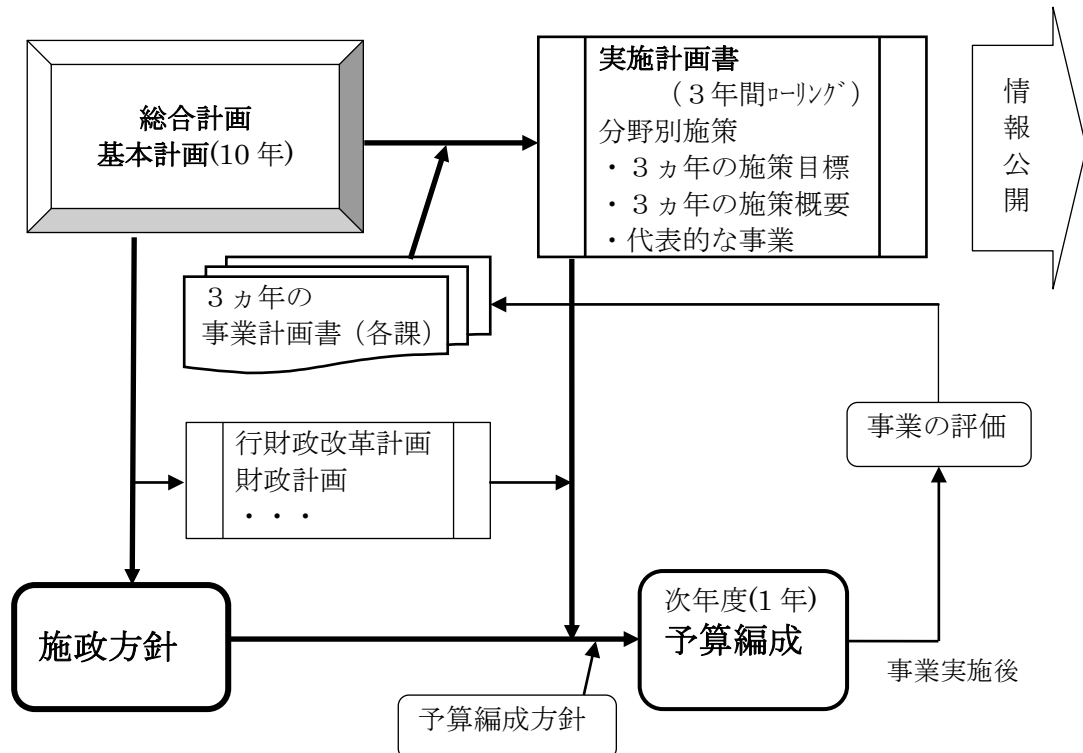 総合計画
基本計画(10 年)
実施計画書
（３年間ﾛｰﾘﾝｸﾞ）
分野別施策
・３ヵ年の施策目標
・３ヵ年の施策概要
・代表的な事業
情報公開
３ヵ年の
事業計画書（各課）
行財政改革計画
財政計画
・・・
事業の評価
施政方針
次年度(1 年)
予算編成
事業実施後
予算編成方針